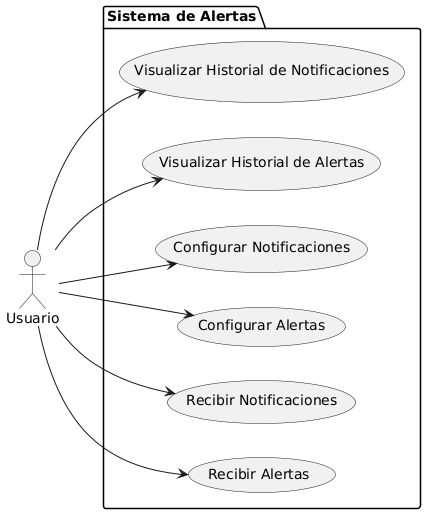 Sistema de Alertas
Visualizar Historial de Notificaciones
Visualizar Historial de Alertas
Configurar Notificaciones
Usuario
Configurar Alertas
Recibir Notificaciones
Recibir Alertas